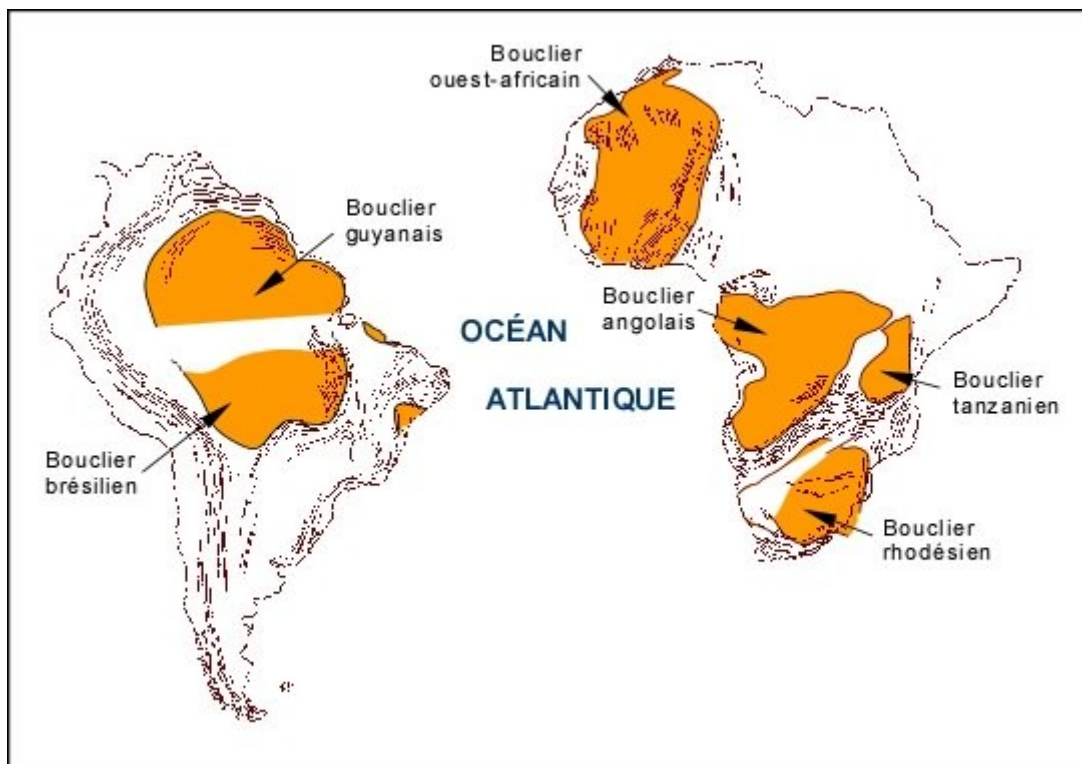 Bouclier
ouest-africain
Bouclier
guyanais
Bouclier
angolais
OCÉAN
ATLANTIQUE
Bouclier
tanzanien
Bouclier
brésilien
Bouclier
rhodésien